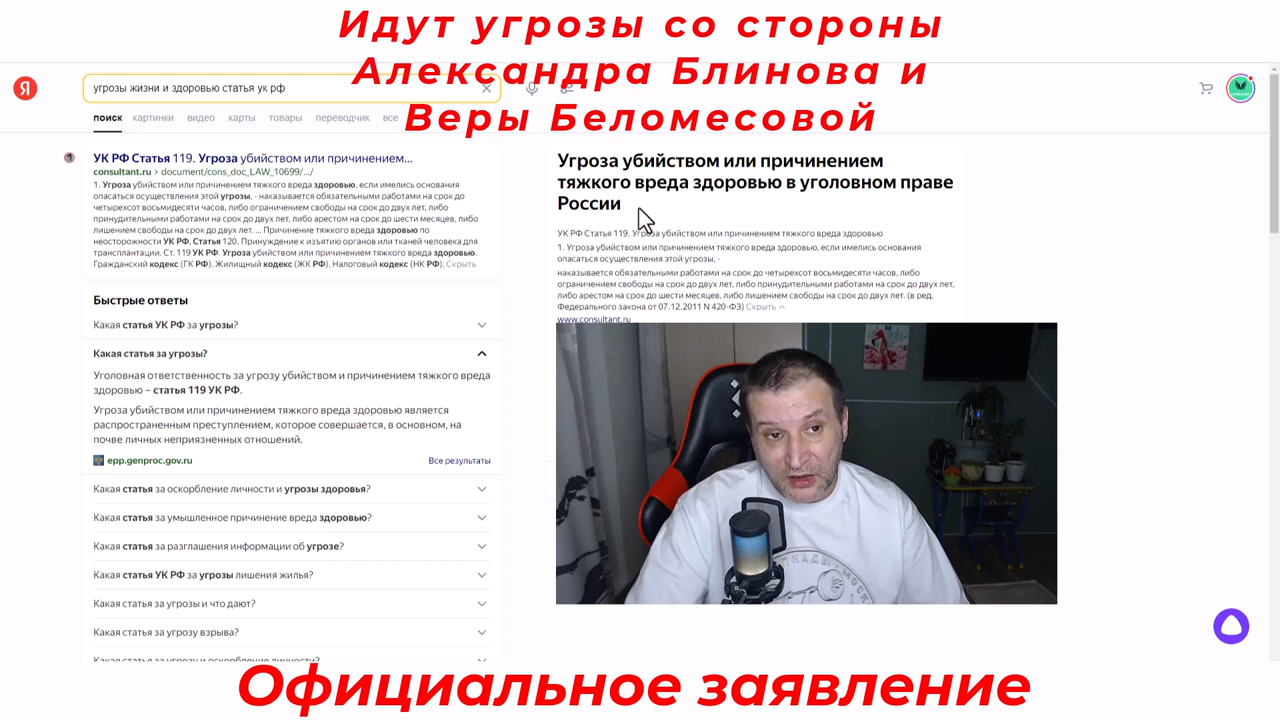 Идут угрозы со стороны
Александра Блинова и
Веры Беломесовой
Я
угрозы жизни и здоровью статья ук рф
поиск картинки видео карты товары переводчик все
УК РФ Статья 119. Угроза убийством или причинением...
consultant.ru › document/cons_doc_LAW_10699/.../
1. Угроза убийством или причинением тяжкого вреда здоровью, если имелись основания
опасаться осуществления этой угрозы, - наказывается обязательными работами на срок до
четырехсот восьмидесяти часов, либо ограничением свободы на срок до двух лет, либо
принудительными работами на срок до двух лет, либо арестом на срок до шести месяцев, либо
лишением свободы на срок до двух лет. ... Причинение тяжкого вреда здоровью по
неосторожности УК РФ, Статья 120. Принуждение к изъятию органов или тканей человека для
трансплантации. Ст. 119 УК РФ. Угроза убийством или причинением тяжкого вреда здоровью.
Гражданский кодекс (ГК РФ). Жилищный кодекс (ЖК РФ). Налоговый кодекс (НК РФ). Скрыть
Быстрые ответы
Какая статья УК РФ за угрозы?
Какая статья за угрозы?
Уголовная ответственность за угрозу убийством и причинением тяжкого вреда
здоровью – статья 119 УК РФ.
Угроза убийством или причинением тяжкого вреда здоровью является
распространенным преступлением, которое совершается, в основном, на
почве личных неприязненных отношений.
epp.genproc.gov.ru Все результаты
Какая статья за оскорбление личности и угрозы здоровья?
Какая статья за умышленное причинение вреда здоровью?
Какая статья за разглашения информации об угрозе?
Какая статья УК РФ за угрозы лишения жилья?
Какая статья за угрозы и что дают?
Какая статья за угрозу взрыва?
Какая статья за угрозу и оскорбление личности?
Угроза убийством или причинением
тяжкого вреда здоровью в уголовном праве
России
УК РФ Статья 119. Угроза убийством или причинением тяжкого вреда здоровью
1. Угроза убийством или причинением тяжкого вреда здоровью, если имелись основания
опасаться осуществления этой угрозы, -
наказывается обязательными работами на срок до четырехсот восьмидесяти часов, либо
ограничением свободы на срок до двух лет, либо принудительными работами на срок до двух лет,
либо арестом на срок до шести месяцев, либо лишением свободы на срок до двух лет. (в ред.
Федерального закона от 07.12.2011 N 420-ФЗ) Скрыть
www.consultant.ru
Официальное заявление